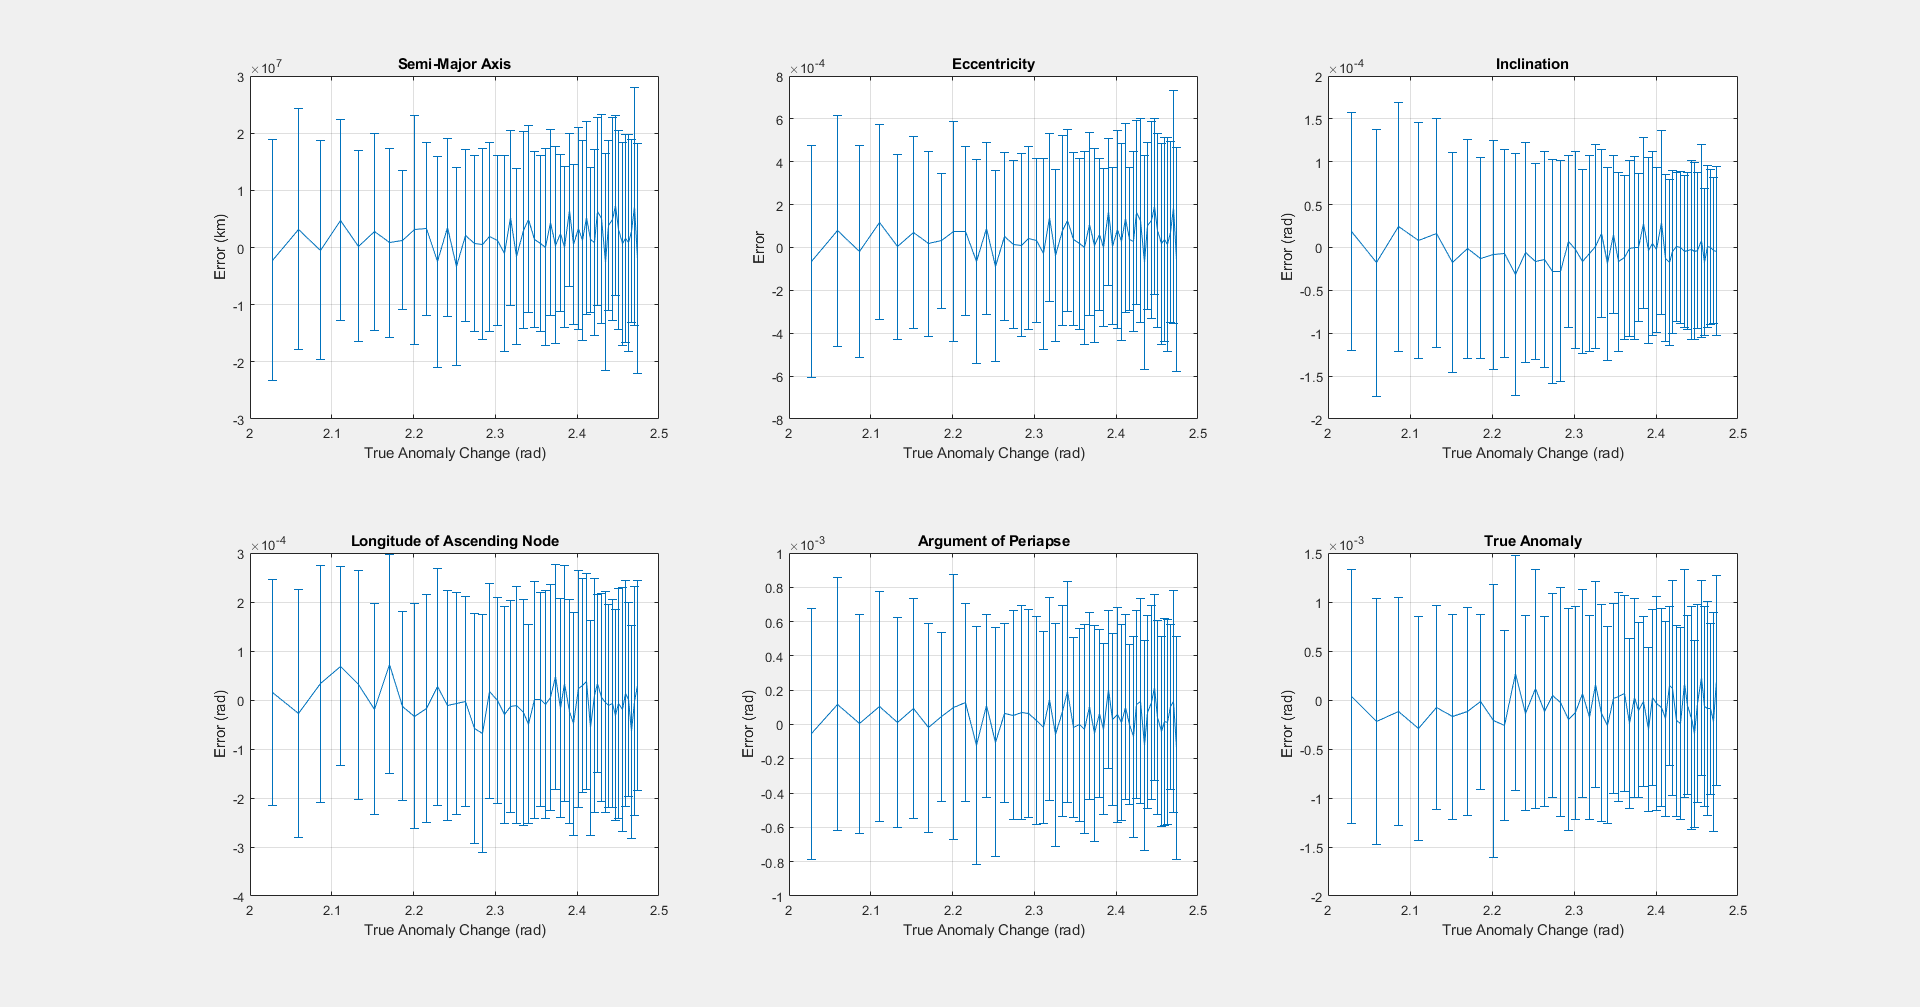 Semi-Major Axis
×10^7
3
2
1
0
-1
-2
-3
Error (km)
2 2.1 2.2 2.3 2.4 2.5
True Anomaly Change (rad)
Eccentricity
×10^-4
8
6
4
2
0
-2
-4
-6
-8
Error
2 2.1 2.2 2.3 2.4 2.5
True Anomaly Change (rad)
Inclination
×10^-4
2
1.5
1
0.5
0
-0.5
-1
-1.5
-2
Error (rad)
2 2.1 2.2 2.3 2.4 2.5
True Anomaly Change (rad)
Longitude of Ascending Node
×10^-4
3
2
1
0
-1
-2
-3
-4
Error (rad)
2 2.1 2.2 2.3 2.4 2.5
True Anomaly Change (rad)
Argument of Periapse
×10^-3
1
0.8
0.6
0.4
0.2
0
-0.2
-0.4
-0.6
-0.8
-1
Error (rad)
2 2.1 2.2 2.3 2.4 2.5
True Anomaly Change (rad)
True Anomaly
×10^-3
1.5
1
0.5
0
-0.5
-1
-1.5
-2
Error (rad)
2 2.1 2.2 2.3 2.4 2.5
True Anomaly Change (rad)